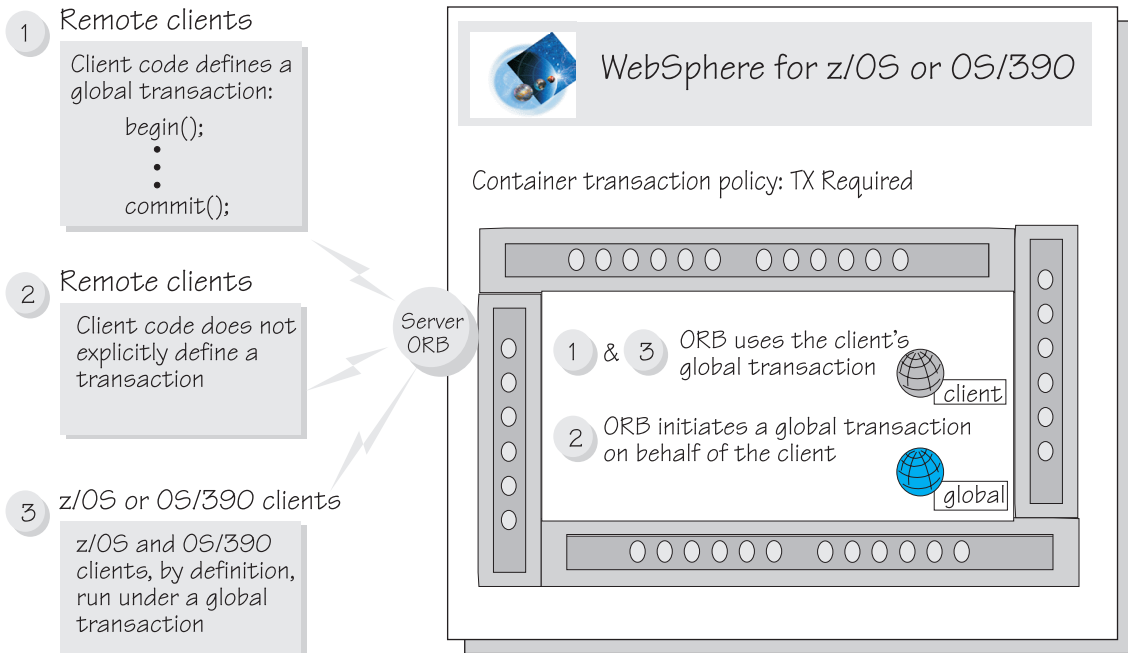 1
Remote clients
Client code defines a
global transaction:
begin();
commit();
2
Remote clients
Client code does not
explicitly define a
transaction
3
z/OS or OS/390 clients
z/OS and OS/390
clients, by definition,
run under a global
transaction
Server
ORB
WebSphere for z/OS or OS/390
Container transaction policy: TX Required
1 & 3
ORB uses the client's
global transaction
client
2
ORB initiates a global transaction
on behalf of the client
global